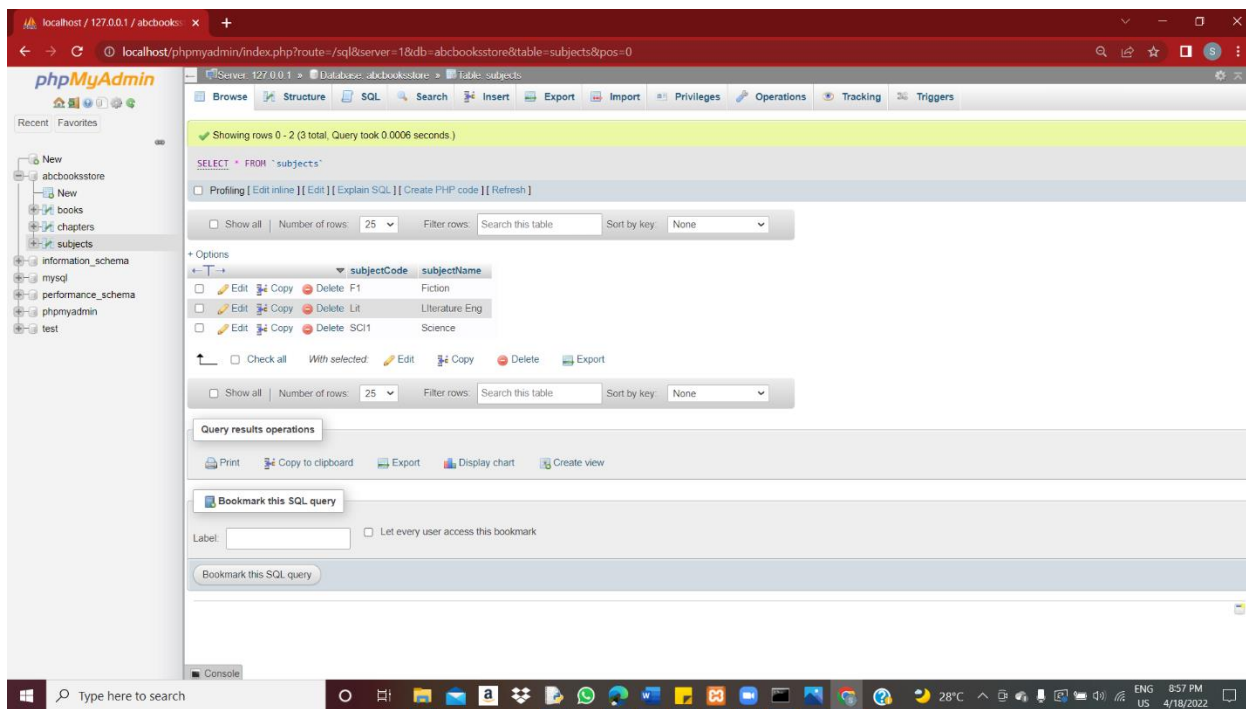 localhost / 127.0.0.1 / abcbooks
localhost/phpmyadmin/index.php?route=/sql&server=1&db=abcbooksstore&table=subjects&pos=0
S
phpMyAdmin
Recent Favorites
New
abcbooksstore
New
books
chapters
subjects
information_schema
mysql
performance_schema
phpmyadmin
test
Server: 127.0.0.1 » Database: abcbooksstore » Table: subjects
Browse Structure SQL Search Insert Export Import Privileges Operations Tracking Triggers
Showing rows 0 - 2 (3 total, Query took 0.0006 seconds.)
SELECT * FROM `subjects`
Profiling [ Edit inline ] [ Edit ] [ Explain SQL ] [ Create PHP code ] [ Refresh ]
Show all | Number of rows: 25 Filter rows: Search this table Sort by key: None
+ Options
←T→ subjectCode subjectName
Edit Copy Delete F1 Fiction
Edit Copy Delete Lit LIterature Eng
Edit Copy Delete SCI1 Science
Check all With selected: Edit Copy Delete Export
Show all | Number of rows: 25 Filter rows: Search this table Sort by key: None
Query results operations
Print Copy to clipboard Export Display chart Create view
Bookmark this SQL query
Label: Let every user access this bookmark
Bookmark this SQL query
Console
Type here to search
28°C ENG 8:57 PM
US 4/18/2022